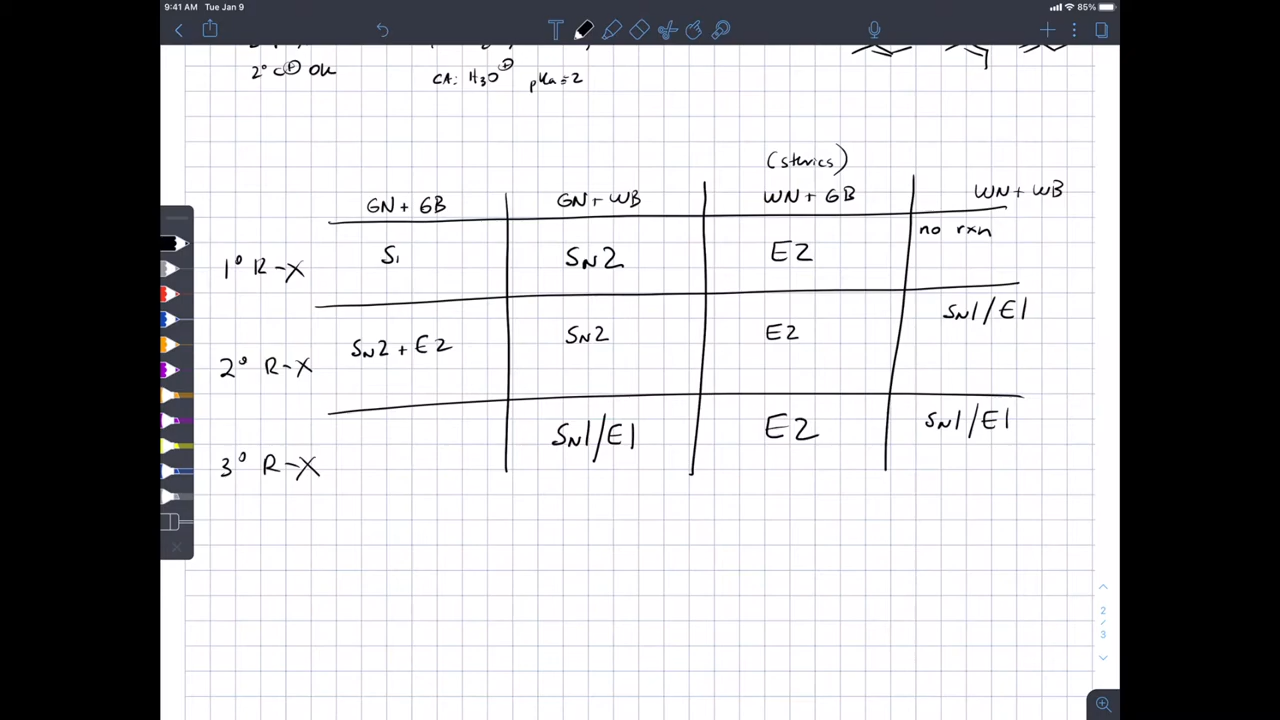 9:41 AM Tue Jan 9
85%
2° C⊕ OK
CA: H3O⊕ pKa = -2
(sterics)
GN + GB GN + WB WN + GB WN + WB
1° R-X S SN2 E2 no rxn
2° R-X SN2 + E2 SN2 E2 SN1/E1
3° R-X SN1/E1 E2 SN1/E1
2
/
3